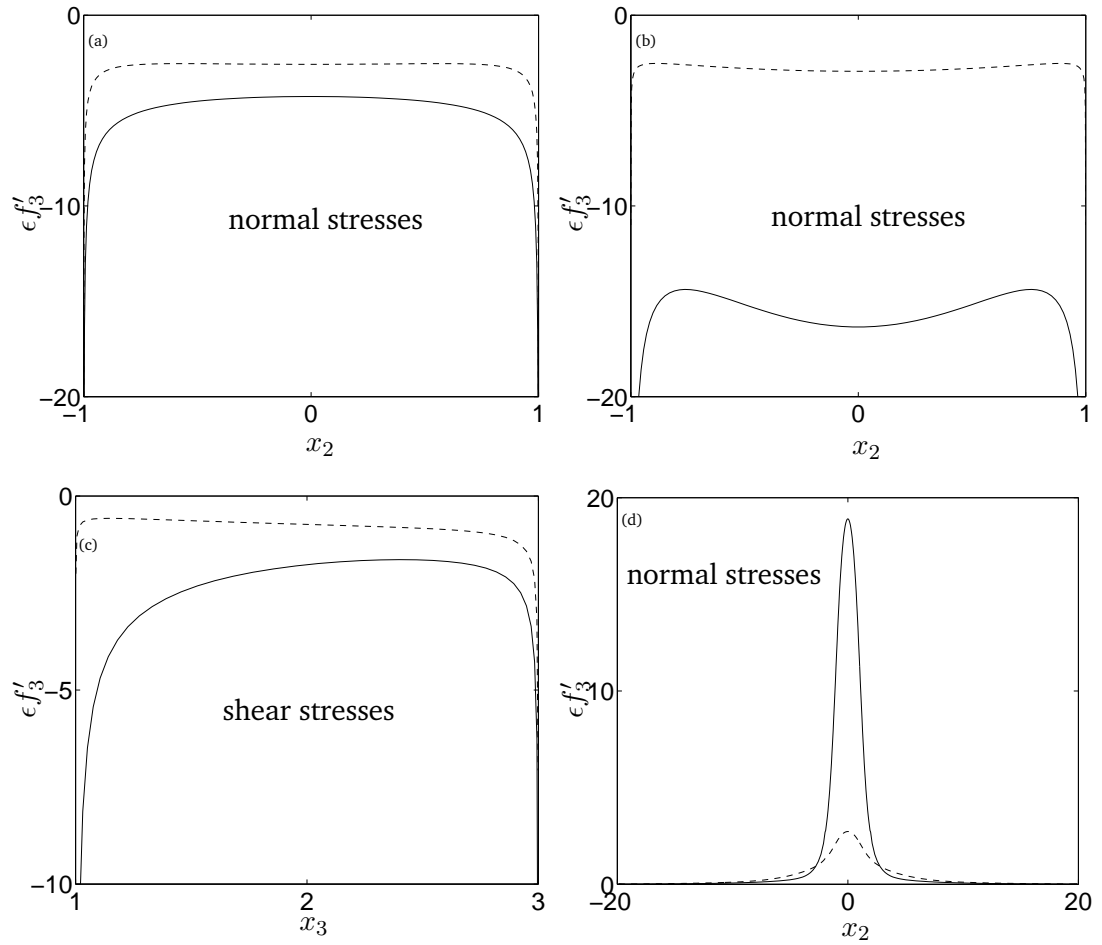 0
(a)
ϵf′3
−10
normal stresses
−20
−1
0
1
x2
0
(b)
ϵf′3
−10
normal stresses
−20
−1
0
1
x2
0
(c)
ϵf′3
−5
shear stresses
−10
1
2
3
x3
20
(d)
normal stresses
ϵf′3
10
0
−20
0
20
x2